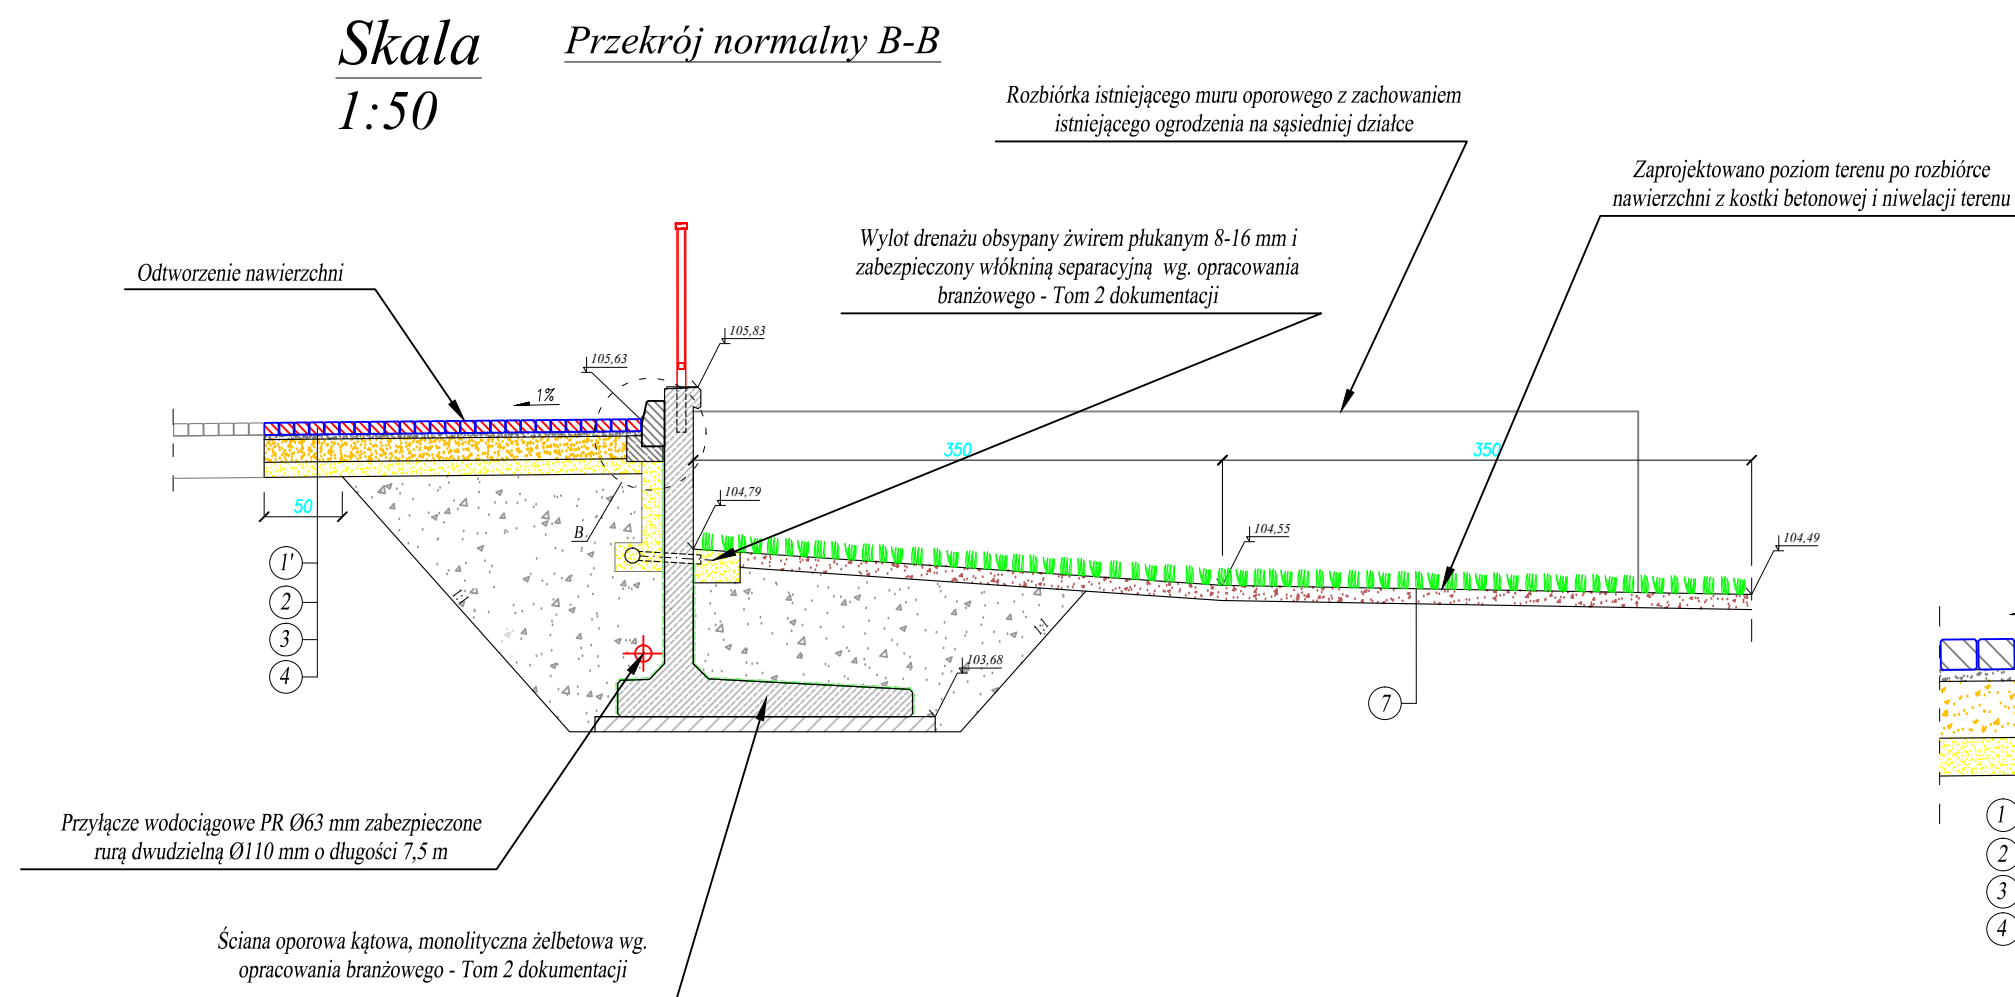 Skala
1:50
Przekrój normalny B-B
Rozbiórka istniejącego muru oporowego z zachowaniem
istniejącego ogrodzenia na sąsiedniej działce
Zaprojektowano poziom terenu po rozbiórce
nawierzchni z kostki betonowej i niwelacji terenu
Wylot drenażu obsypany żwirem płukanym 8-16 mm i
zabezpieczony włókniną separacyjną wg. opracowania
branżowego - Tom 2 dokumentacji
Odtworzenie nawierzchni
105,83
105,63
1%
350
350
104,79
50
B
104,55
104,49
1'
2
3
4
1:1
1:1
103,68
7
1
2
3
4
Przyłącze wodociągowe PR Ø63 mm zabezpieczone
rurą dwudzielną Ø110 mm o długości 7,5 m
Ściana oporowa kątowa, monolityczna żelbetowa wg.
opracowania branżowego - Tom 2 dokumentacji